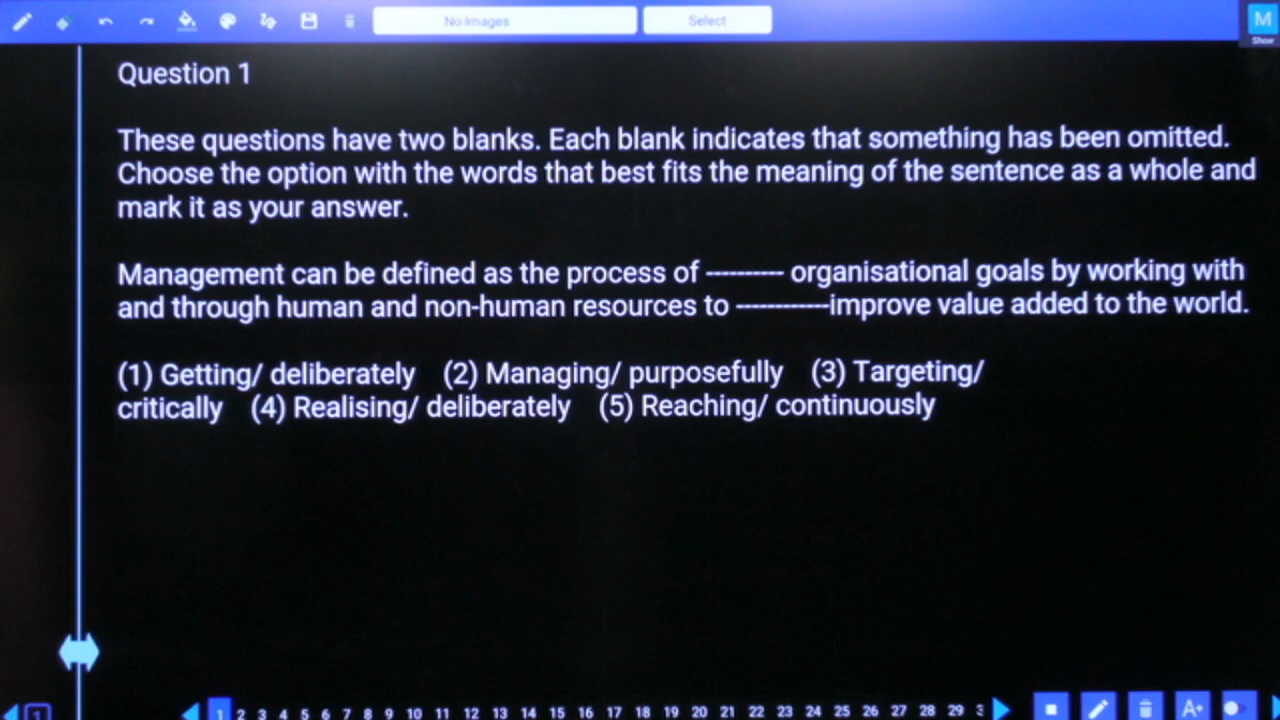 No Images
Select
M
Show
Question 1
These questions have two blanks. Each blank indicates that something has been omitted.
Choose the option with the words that best fits the meaning of the sentence as a whole and
mark it as your answer.
Management can be defined as the process of ---------- organisational goals by working with
and through human and non-human resources to ------------improve value added to the world.
(1) Getting/ deliberately (2) Managing/ purposefully (3) Targeting/
critically (4) Realising/ deliberately (5) Reaching/ continuously
1
1 2 3 4 5 6 7 8 9 10 11 12 13 14 15 16 17 18 19 20 21 22 23 24 25 26 27 28 29
A+